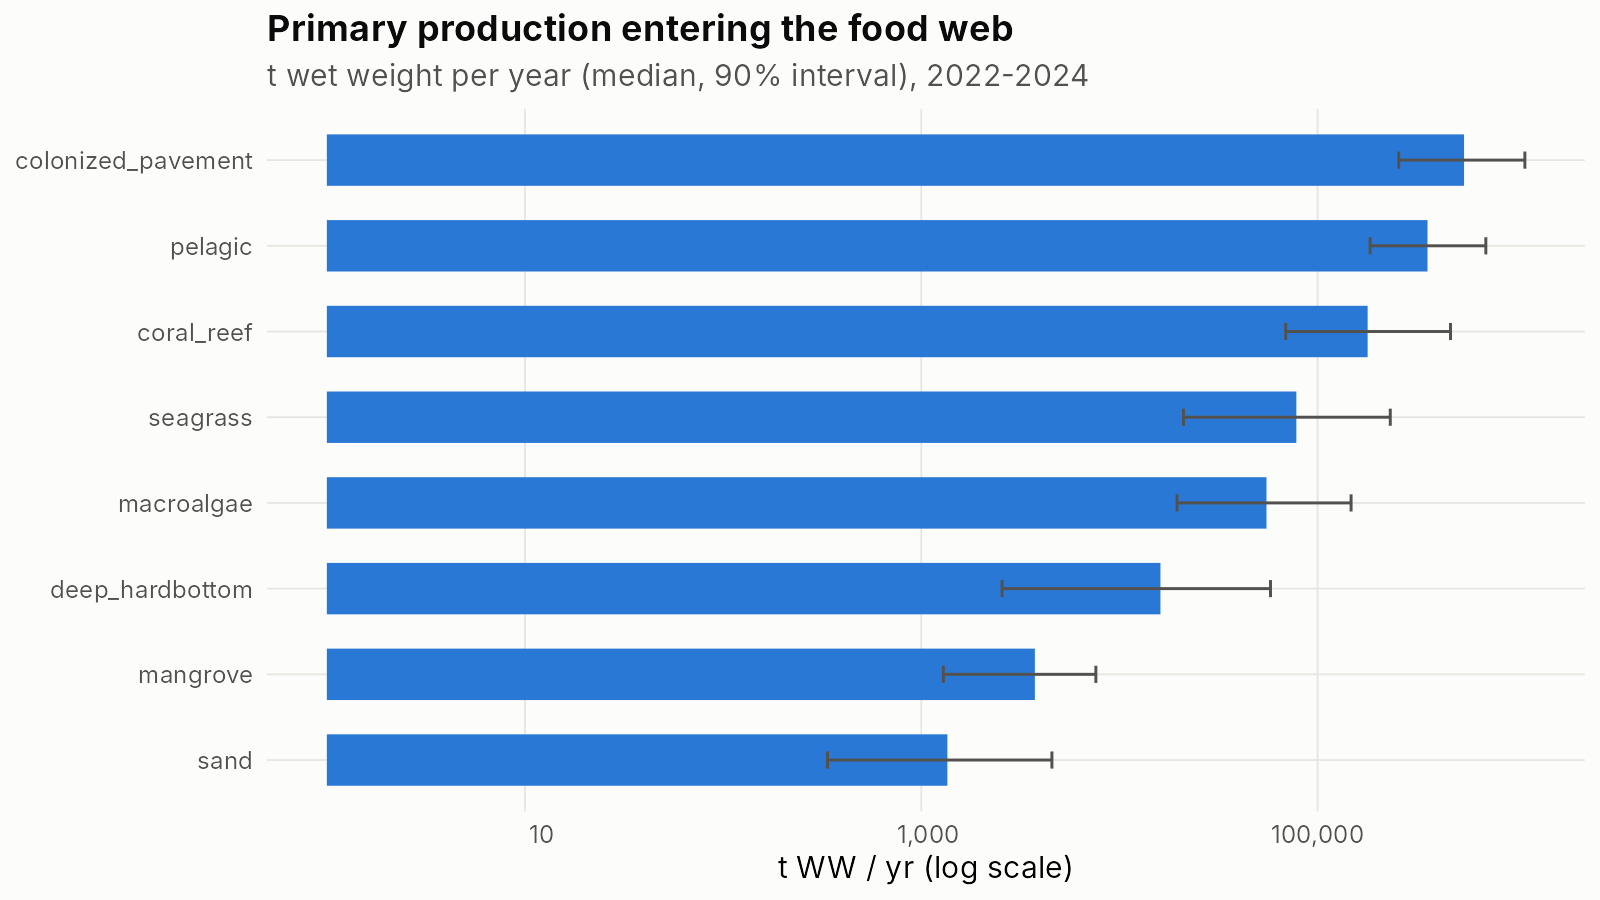 Primary production entering the food web
t wet weight per year (median, 90% interval), 2022-2024
colonized_pavement
pelagic
coral_reef
seagrass
macroalgae
deep_hardbottom
mangrove
sand
10 1,000 100,000
t WW / yr (log scale)